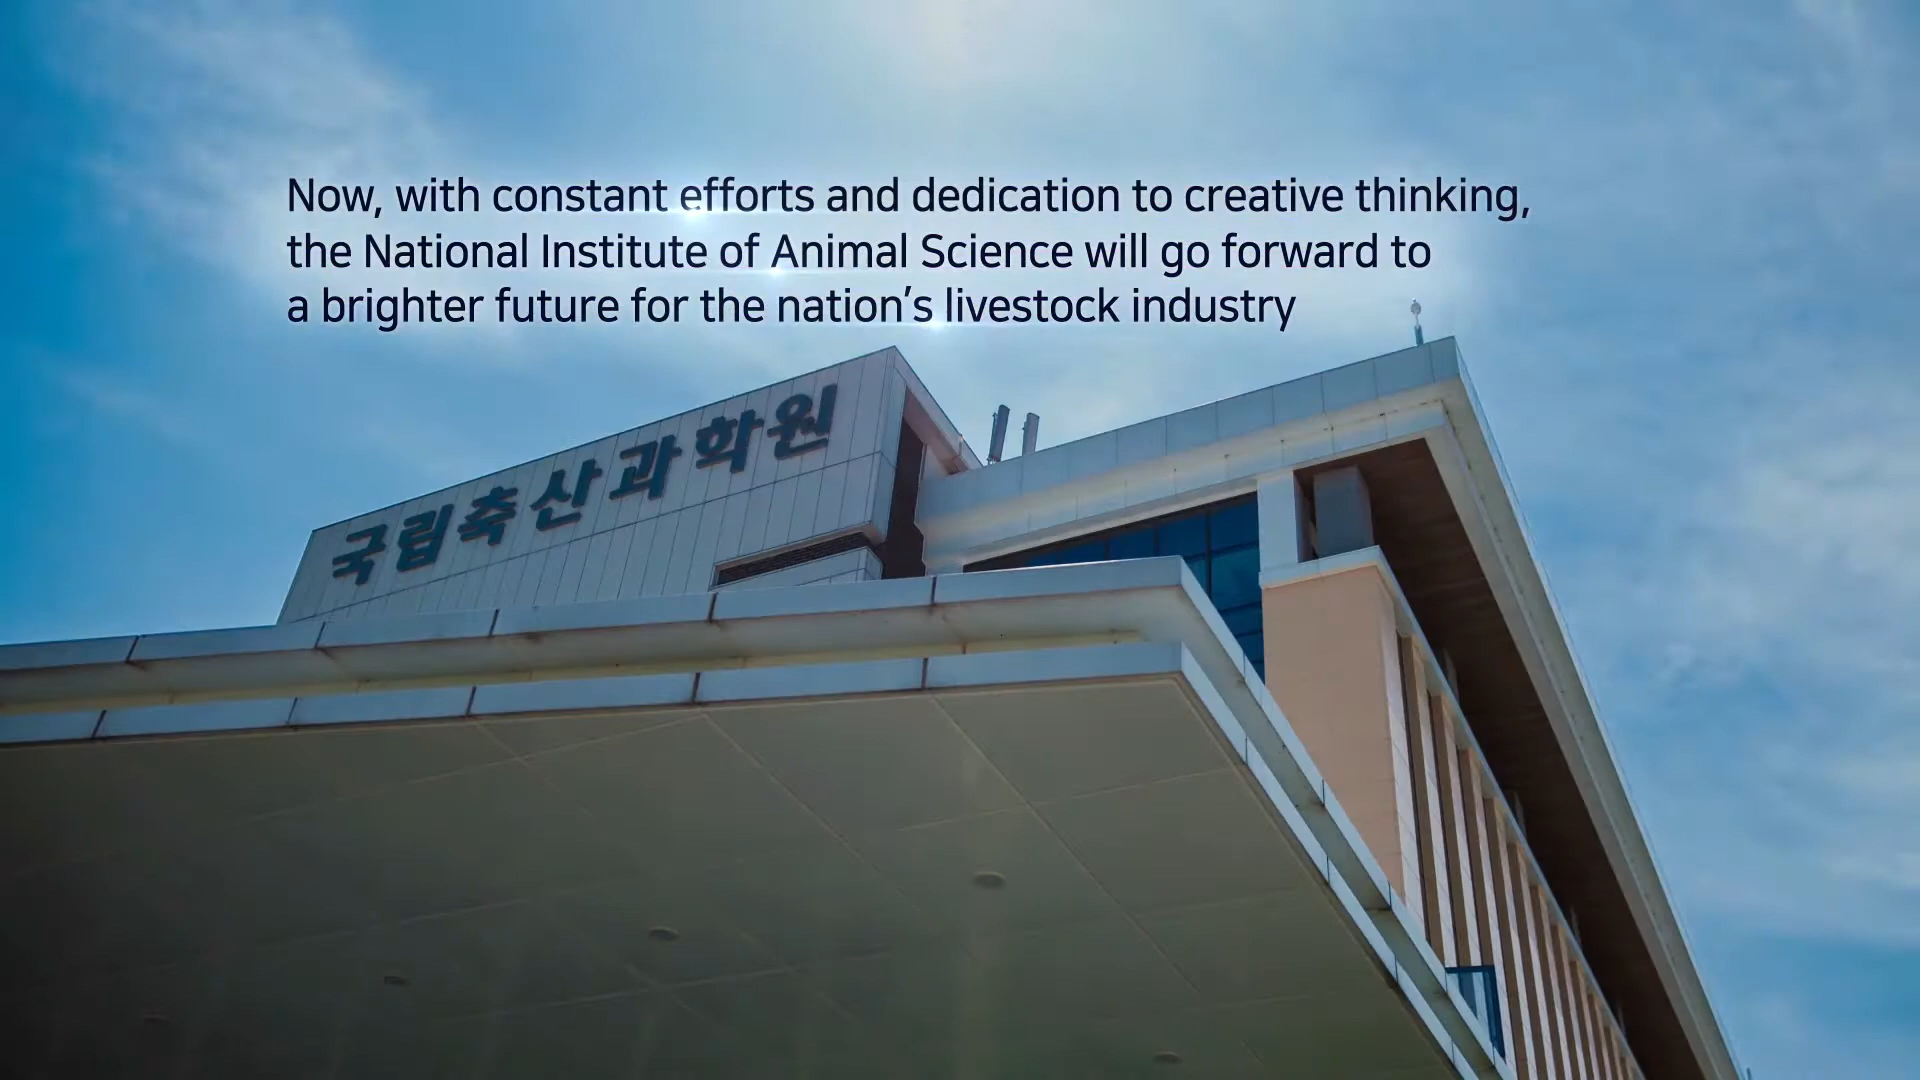 Now, with constant efforts and dedication to creative thinking,
the National Institute of Animal Science will go forward to
a brighter future for the nation's livestock industry
국립축산과학원